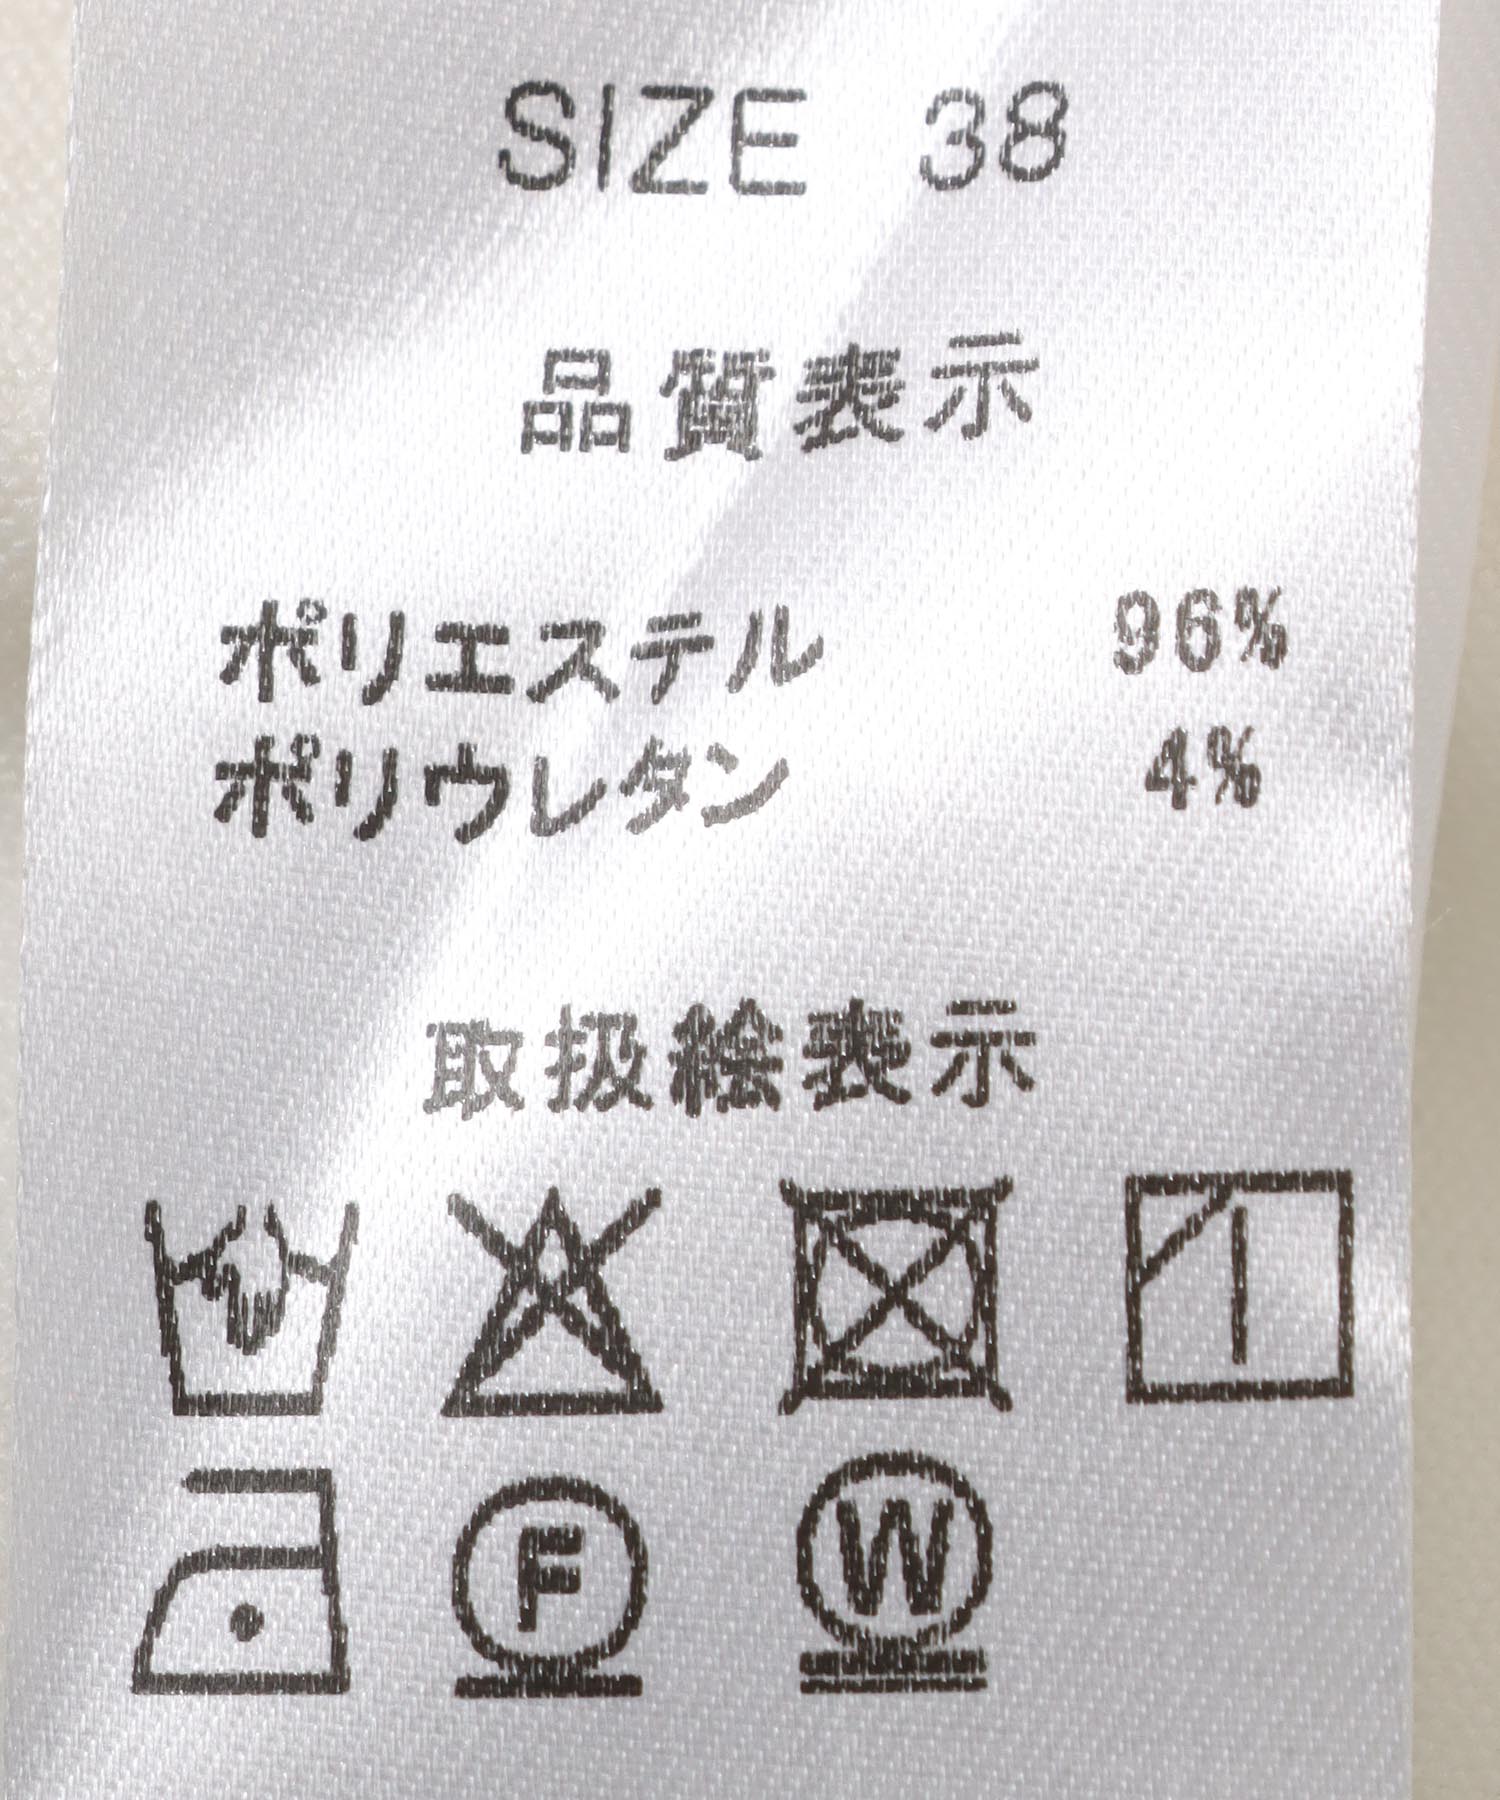 SIZE 38
品質表示
ポリエステル 96%
ポリウレタン 4%
取扱絵表示
F W